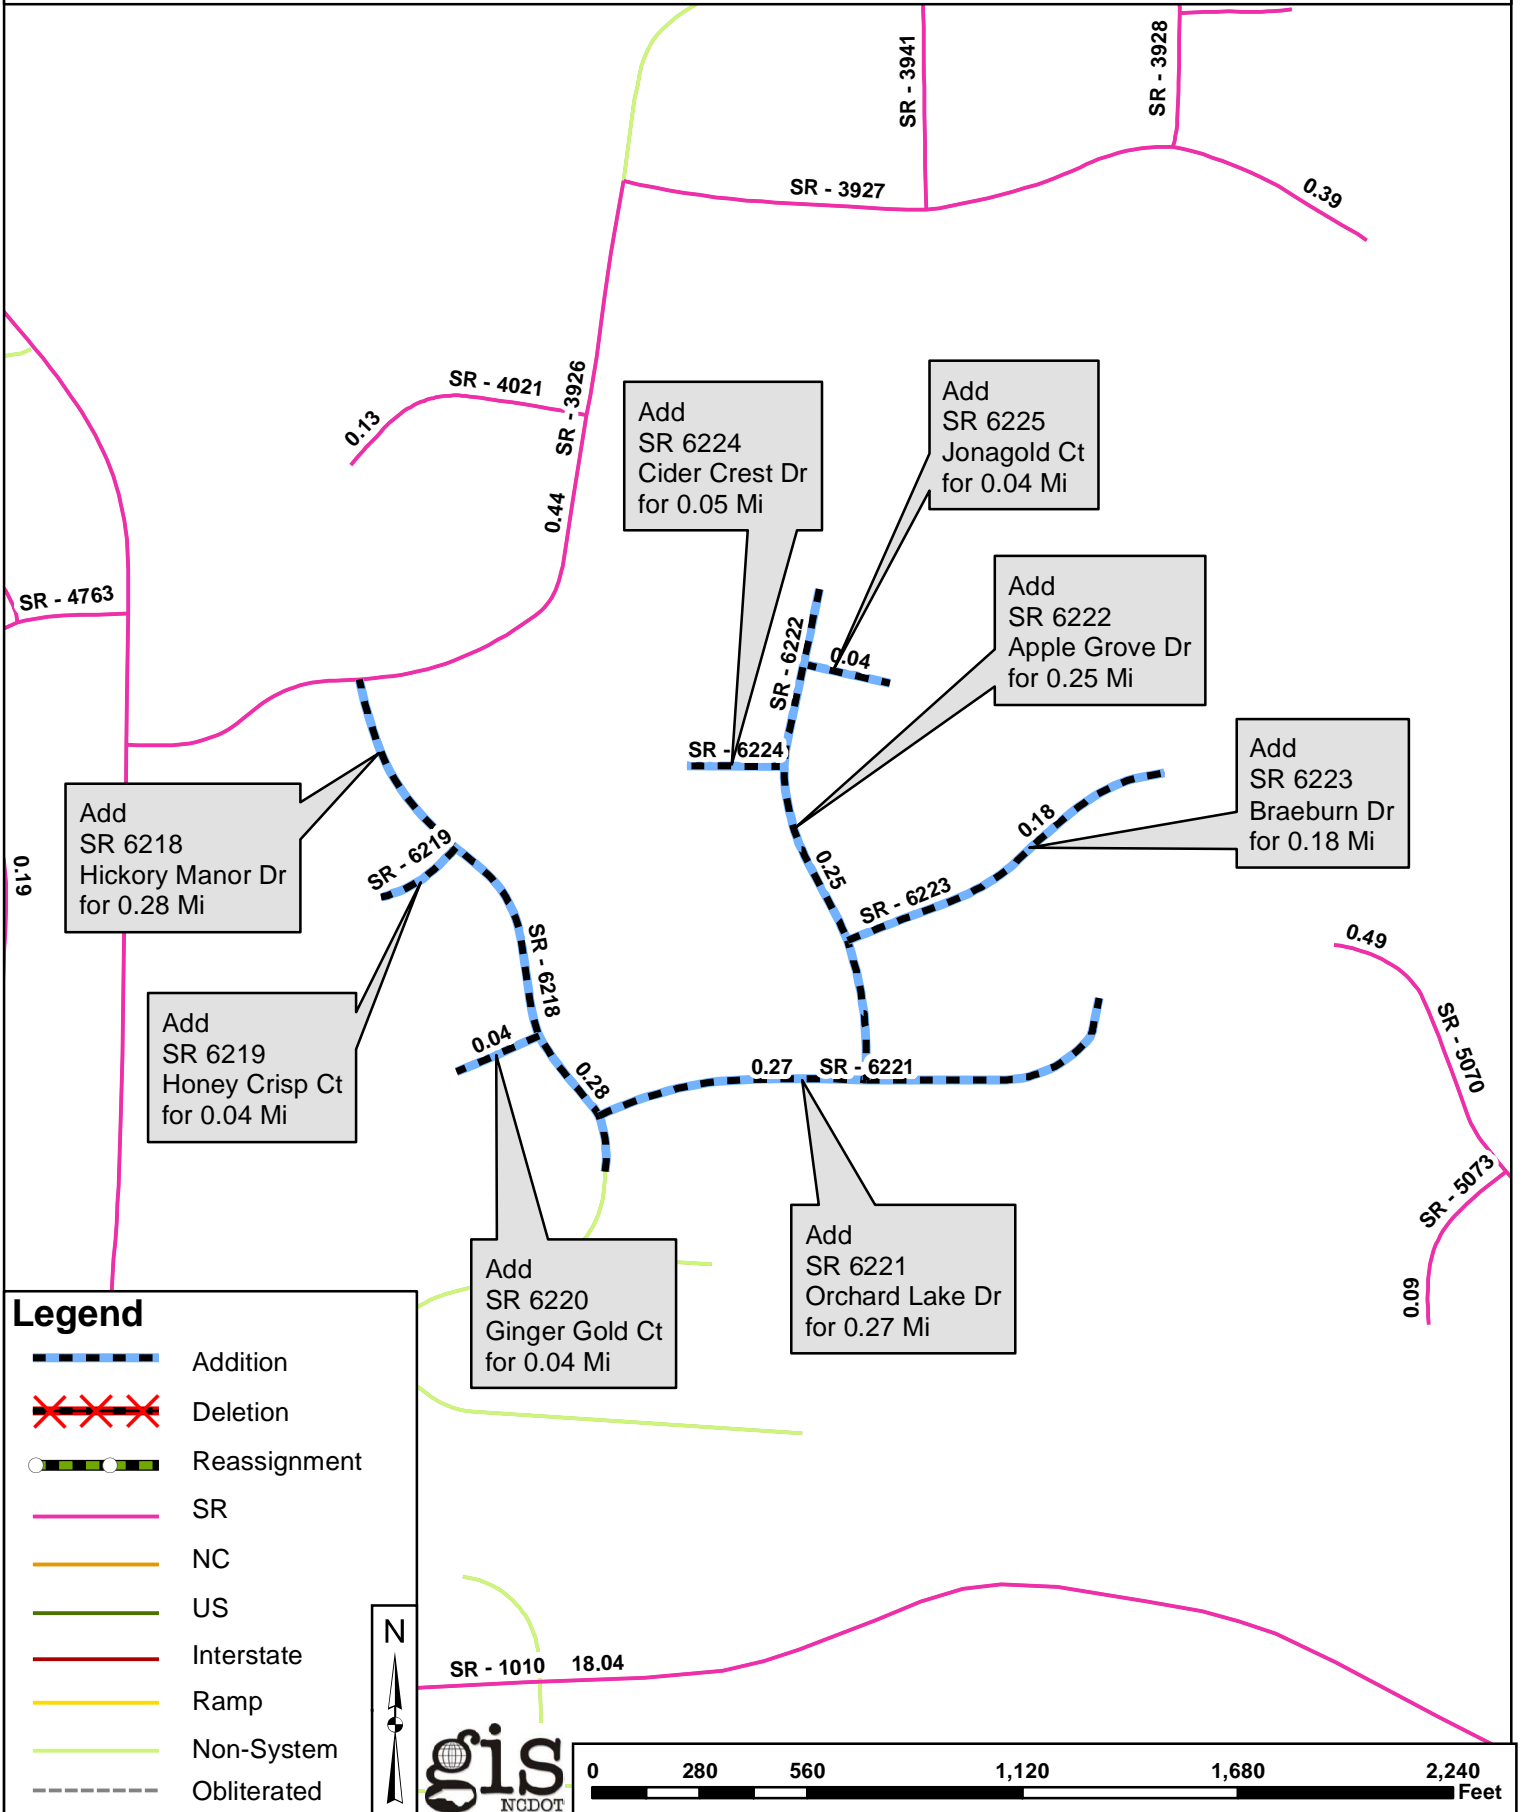 SR - 3941
SR - 3928
SR - 3927
0.39
SR - 4021
0.13
SR - 3926
0.44
SR - 4763
Add
SR 6224
Cider Crest Dr
for 0.05 Mi
Add
SR 6225
Jonagold Ct
for 0.04 Mi
Add
SR 6222
Apple Grove Dr
for 0.25 Mi
SR - 6222
0.04
SR - 6224
Add
SR 6223
Braeburn Dr
for 0.18 Mi
0.18
Add
SR 6218
Hickory Manor Dr
for 0.28 Mi
SR - 6219
0.19
0.25
SR - 6223
SR - 6218
0.49
SR - 5070
Add
SR 6219
Honey Crisp Ct
for 0.04 Mi
0.04
0.28
0.27
SR - 6221
SR - 5073
0.09
Add
SR 6220
Ginger Gold Ct
for 0.04 Mi
Add
SR 6221
Orchard Lake Dr
for 0.27 Mi
Legend
Addition
Deletion
Reassignment
SR
NC
US
Interstate
Ramp
Non-System
Obliterated
N
SR - 1010
18.04
gis
NCDOT
0 280 560 1,120 1,680 2,240
Feet